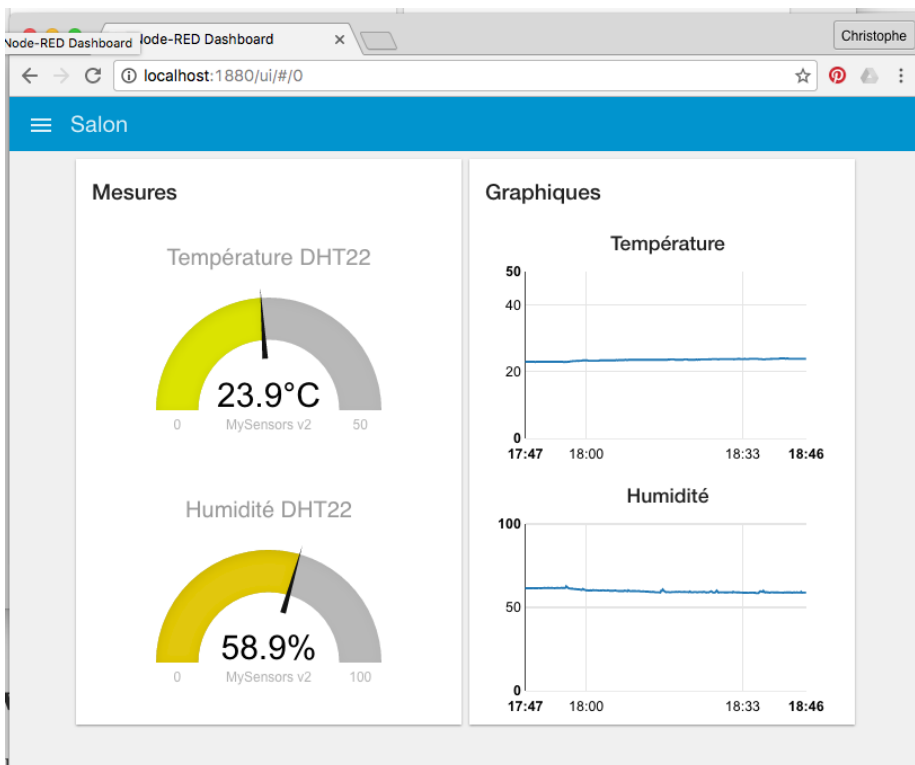 Node-RED Dashboard
Node-RED Dashboard
Christophe
localhost:1880/ui/#/0
Salon
Mesures
Température DHT22
23.9°C
0 MySensors v2 50
Humidité DHT22
58.9%
0 MySensors v2 100
Graphiques
Température
50
40
20
0
17:47 18:00 18:33 18:46
Humidité
100
50
0
17:47 18:00 18:33 18:46